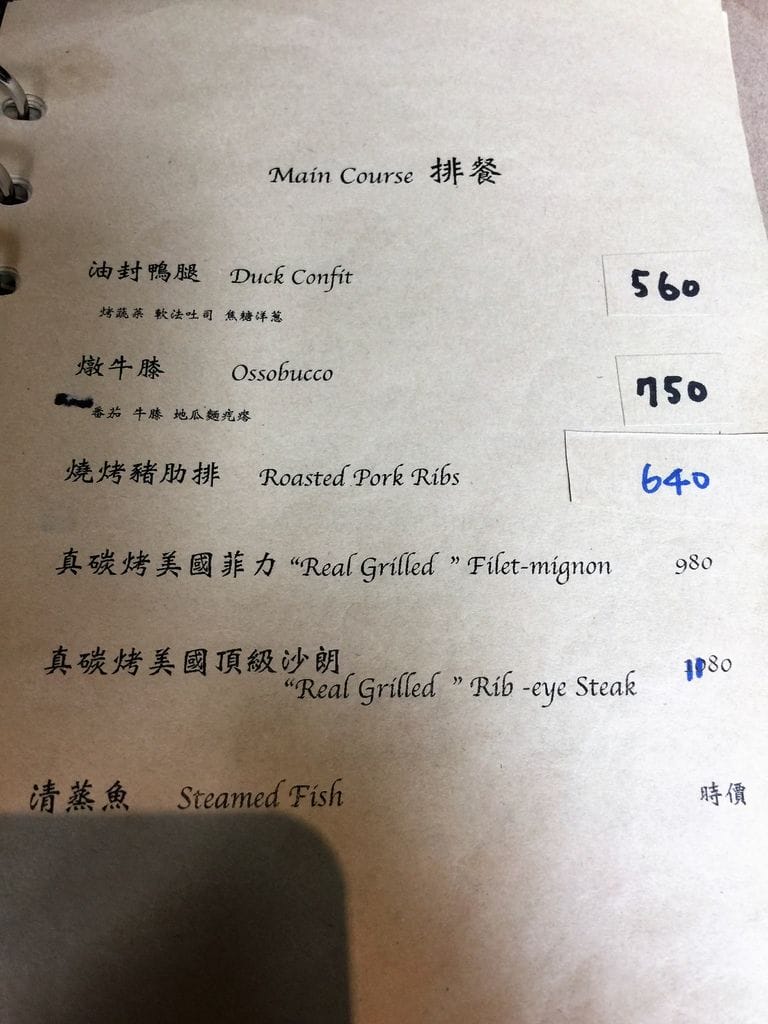 Main Course 排餐
油封鴨腿 Duck Confit 560
烤蔬菜 軟法吐司 焦糖洋蔥
燉牛膝 Ossobucco 750
番茄 牛膝 地瓜麵疙瘩
燒烤豬肋排 Roasted Pork Ribs 640
真碳烤美國菲力 “Real Grilled ” Filet-mignon 980
真碳烤美國頂級沙朗 1180
“Real Grilled ” Rib -eye Steak
清蒸魚 Steamed Fish 時價